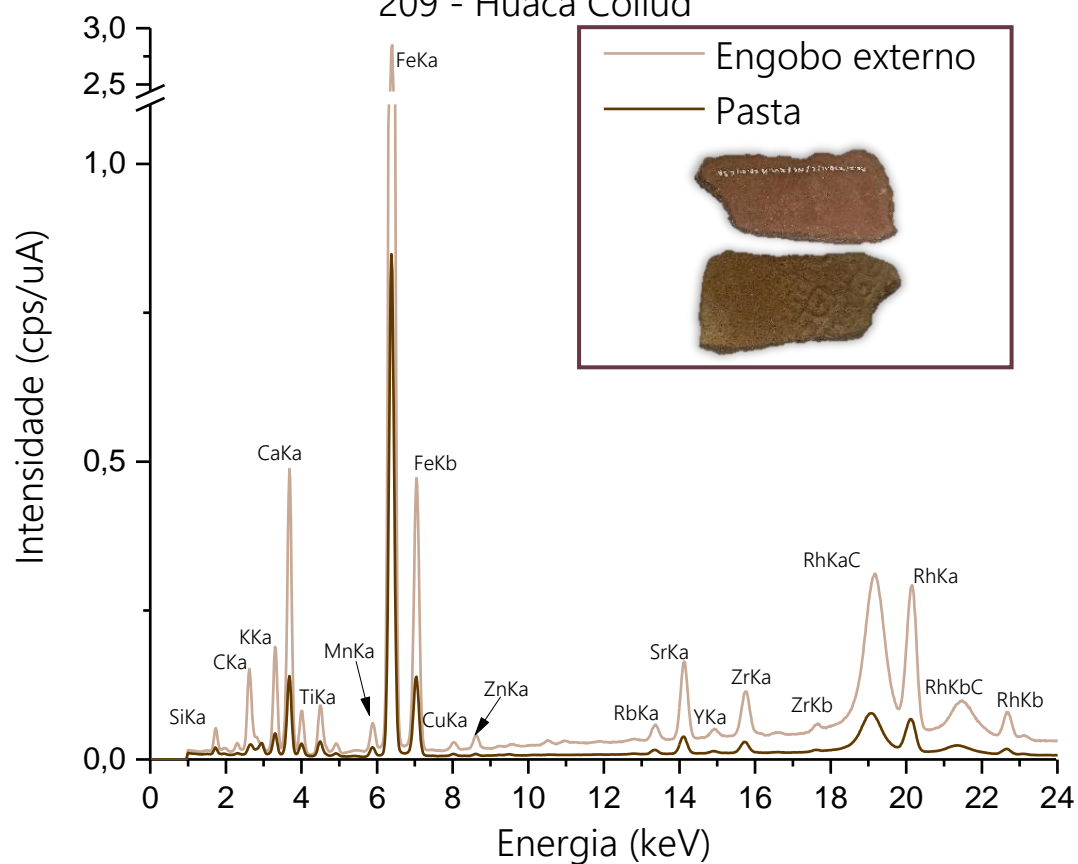 209 - Huaca Collud
Engobo externo
Pasta
Intensidade (cps/uA)
3,0
2,5
1,0
0,5
0,0
FeKa
CaKa
FeKb
KKa
CKa
MnKa
TiKa
SiKa
CuKa
ZnKa
RbKa
SrKa
YKa
ZrKa
ZrKb
RhKaC
RhKa
RhKbC
RhKb
0 2 4 6 8 10 12 14 16 18 20 22 24
Energia (keV)